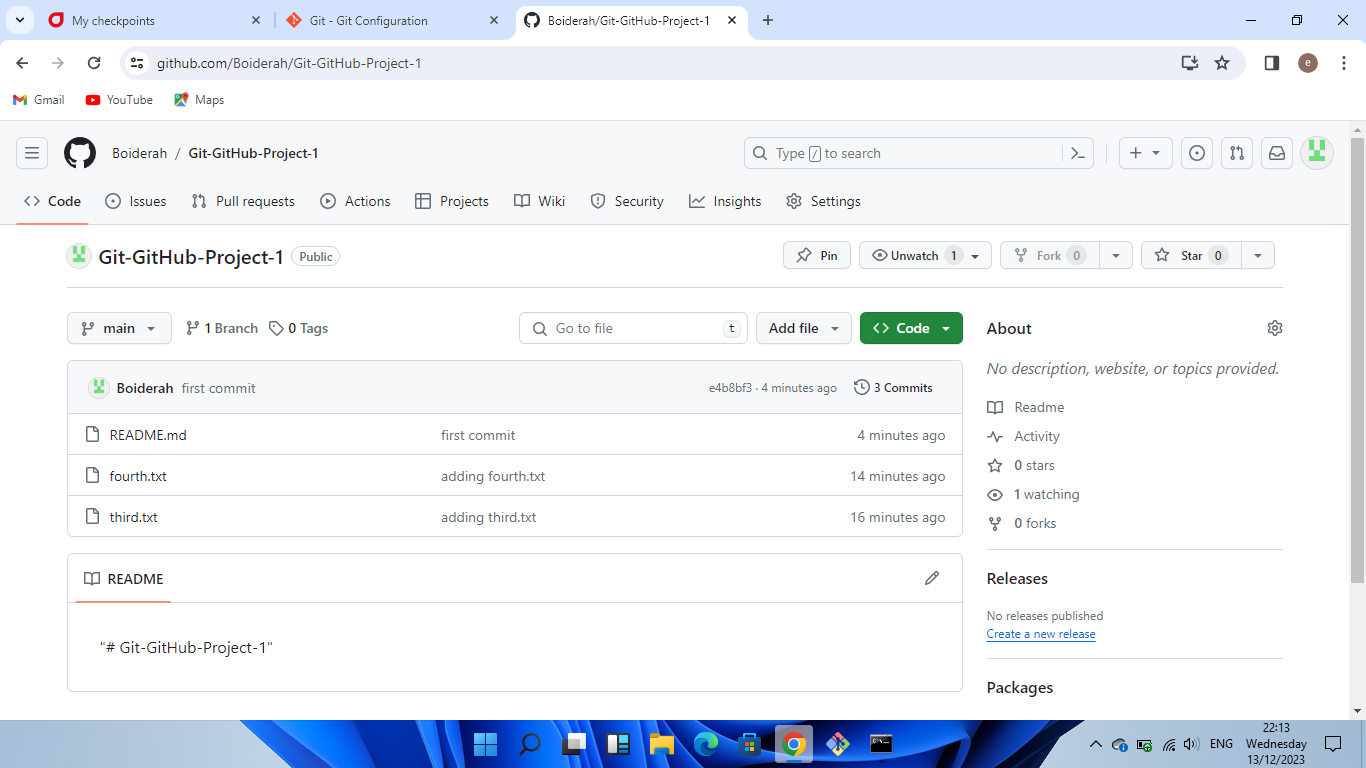 My checkpoints
Git - Git Configuration
Boiderah/Git-GitHub-Project-1
github.com/Boiderah/Git-GitHub-Project-1
e
Gmail
YouTube
Maps
Boiderah / Git-GitHub-Project-1
Type / to search
Code
Issues
Pull requests
Actions
Projects
Wiki
Security
Insights
Settings
Git-GitHub-Project-1 Public
Pin
Unwatch 1
Fork 0
Star 0
main
1 Branch
0 Tags
Go to file t
Add file
<> Code
About
No description, website, or topics provided.
Boiderah first commit
e4b8bf3 · 4 minutes ago
3 Commits
README.md first commit 4 minutes ago
fourth.txt adding fourth.txt 14 minutes ago
third.txt adding third.txt 16 minutes ago
Readme
Activity
0 stars
1 watching
0 forks
README
"# Git-GitHub-Project-1"
Releases
No releases published
Create a new release
Packages
ENG
22:13
Wednesday
13/12/2023